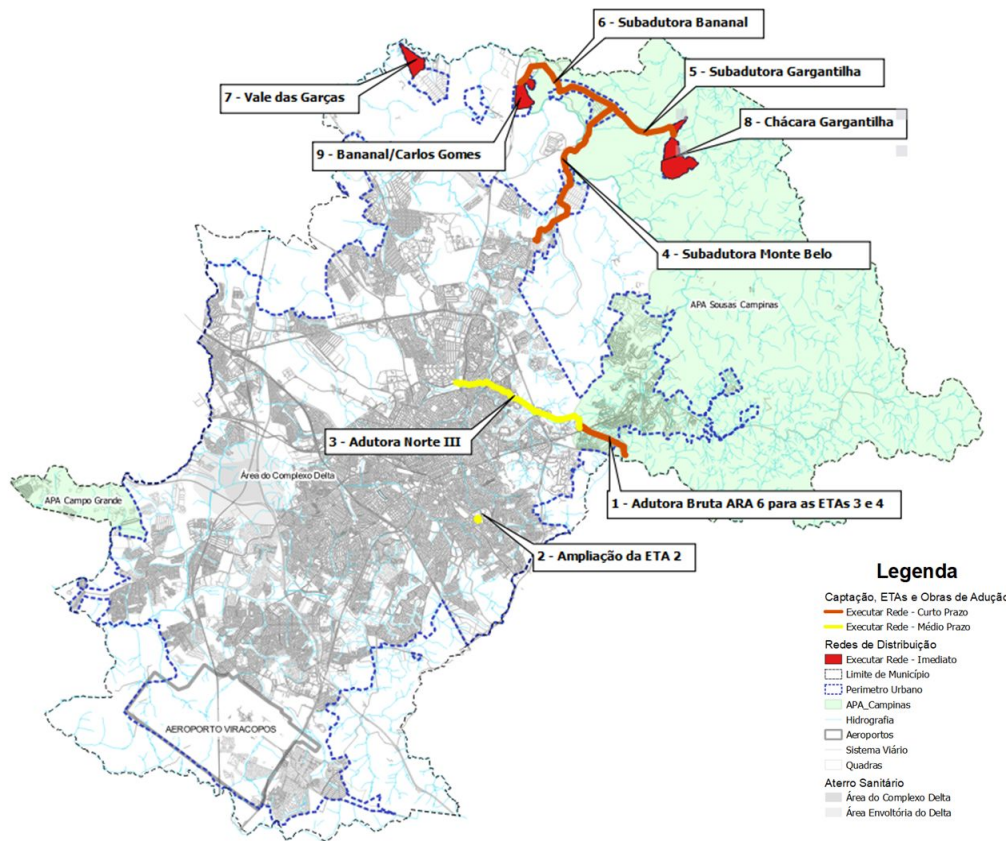 6 - Subadutora Bananal
5 - Subadutora Gargantilha
7 - Vale das Garças
8 - Chácara Gargantilha
9 - Bananal/Carlos Gomes
4 - Subadutora Monte Belo
APA Sousas Campinas
3 - Adutora Norte III
Área do Complexo Delta
APA Campo Grande
1 - Adutora Bruta ARA 6 para as ETAs 3 e 4
2 - Ampliação da ETA 2
AEROPORTO VIRACOPOS
Legenda
Captação, ETAs e Obras de Adução
Executar Rede - Curto Prazo
Executar Rede - Médio Prazo
Redes de Distribuição
Executar Rede - Imediato
Limite de Município
Perimetro Urbano
APA_Campinas
Hidrografia
Aeroportos
Sistema Viário
Quadras
Aterro Sanitário
Área do Complexo Delta
Área Envoltória do Delta